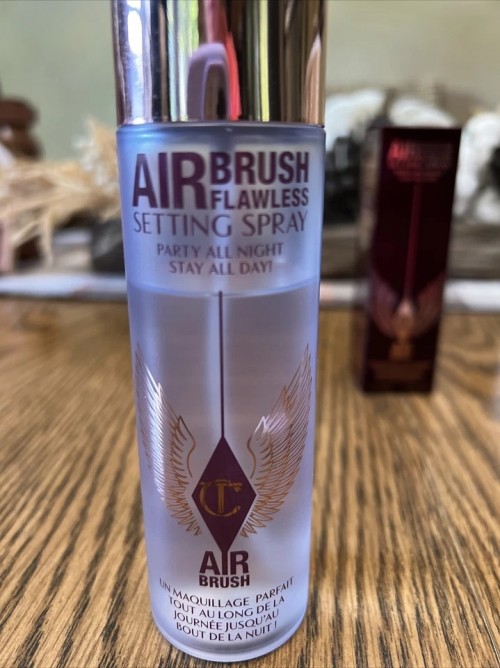 AIRBRUSH
FLAWLESS
SETTING SPRAY
PARTY ALL NIGHT
STAY ALL DAY!
CT
AIR
BRUSH
UN MAQUILLAGE PARFAIT
TOUT AU LONG DE LA
JOURNÉE JUSQU'AU
BOUT DE LA NUIT !